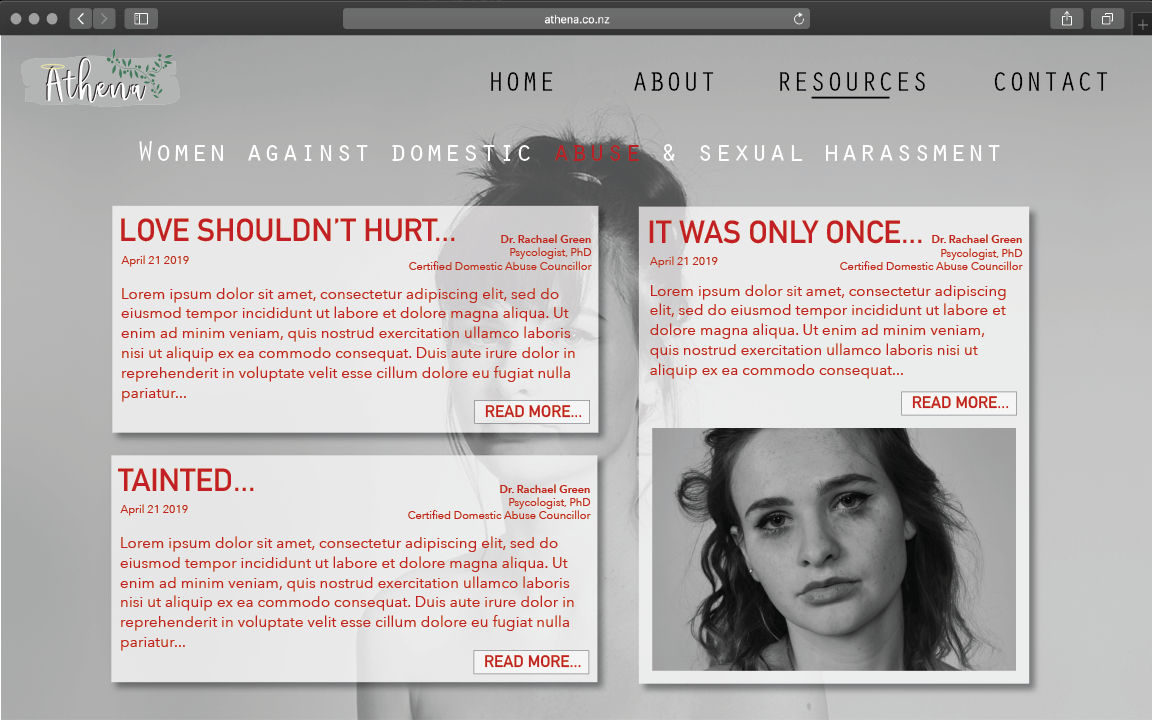 athena.co.nz
Athena
HOME ABOUT RESOURCES CONTACT
WOMEN AGAINST DOMESTIC ABUSE & SEXUAL HARASSMENT
LOVE SHOULDN'T HURT...
Dr. Rachael Green
Psycologist, PhD
April 21 2019
Certified Domestic Abuse Councillor
Lorem ipsum dolor sit amet, consectetur adipiscing elit, sed do
eiusmod tempor incididunt ut labore et dolore magna aliqua. Ut
enim ad minim veniam, quis nostrud exercitation ullamco laboris
nisi ut aliquip ex ea commodo consequat. Duis aute irure dolor in
reprehenderit in voluptate velit esse cillum dolore eu fugiat nulla
pariatur...
READ MORE...
TAINTED...
Dr. Rachael Green
Psycologist, PhD
April 21 2019
Certified Domestic Abuse Councillor
Lorem ipsum dolor sit amet, consectetur adipiscing elit, sed do
eiusmod tempor incididunt ut labore et dolore magna aliqua. Ut
enim ad minim veniam, quis nostrud exercitation ullamco laboris
nisi ut aliquip ex ea commodo consequat. Duis aute irure dolor in
reprehenderit in voluptate velit esse cillum dolore eu fugiat nulla
pariatur...
READ MORE...
IT WAS ONLY ONCE...
Dr. Rachael Green
Psycologist, PhD
April 21 2019
Certified Domestic Abuse Councillor
Lorem ipsum dolor sit amet, consectetur adipiscing
elit, sed do eiusmod tempor incididunt ut labore et
dolore magna aliqua. Ut enim ad minim veniam,
quis nostrud exercitation ullamco laboris nisi ut
aliquip ex ea commodo consequat...
READ MORE...